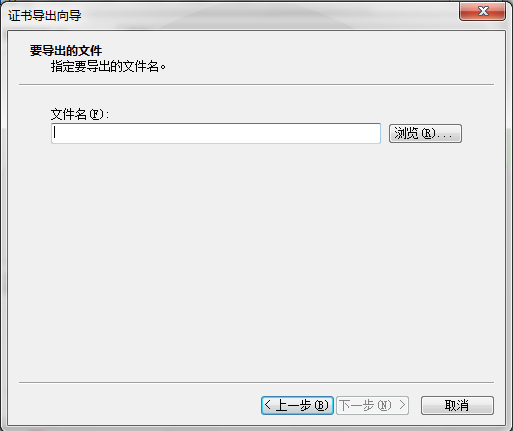 证书导出向导
要导出的文件
指定要导出的文件名。
文件名(F):
浏览(R)...
< 上一步(B)
下一步(N) >
取消